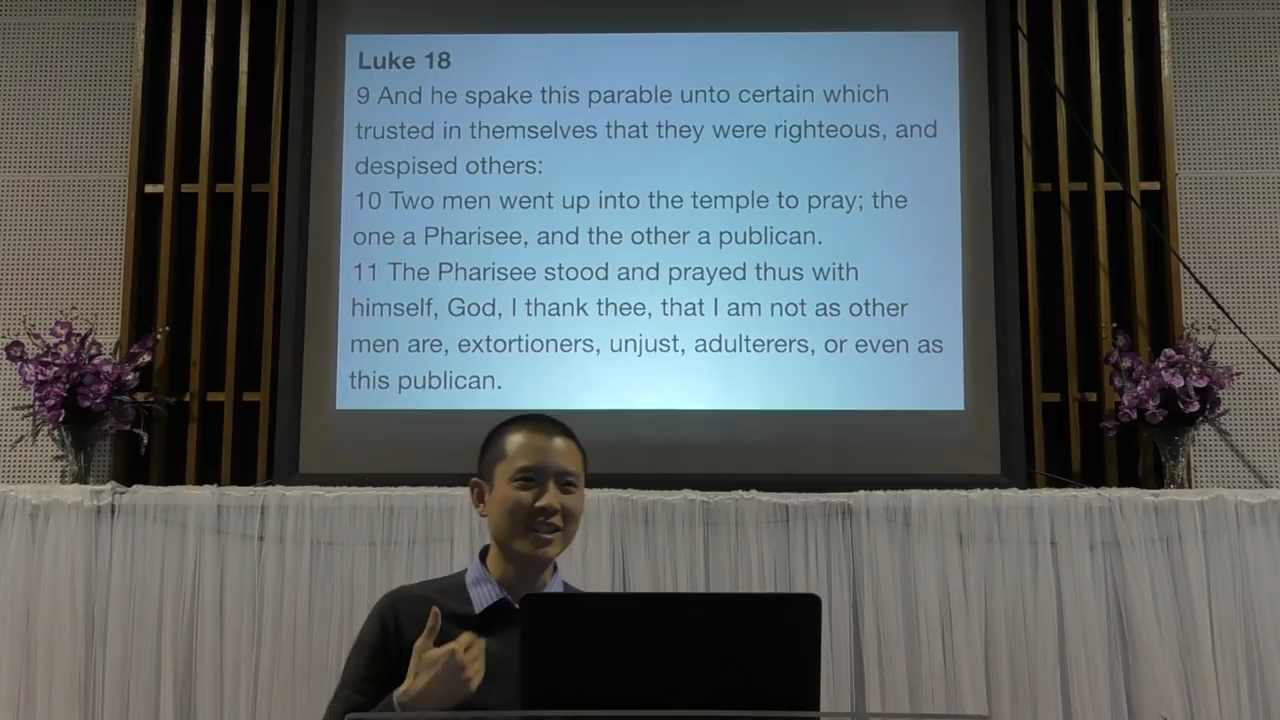 Luke 18
9 And he spake this parable unto certain which
trusted in themselves that they were righteous, and
despised others:
10 Two men went up into the temple to pray; the
one a Pharisee, and the other a publican.
11 The Pharisee stood and prayed thus with
himself, God, I thank thee, that I am not as other
men are, extortioners, unjust, adulterers, or even as
this publican.